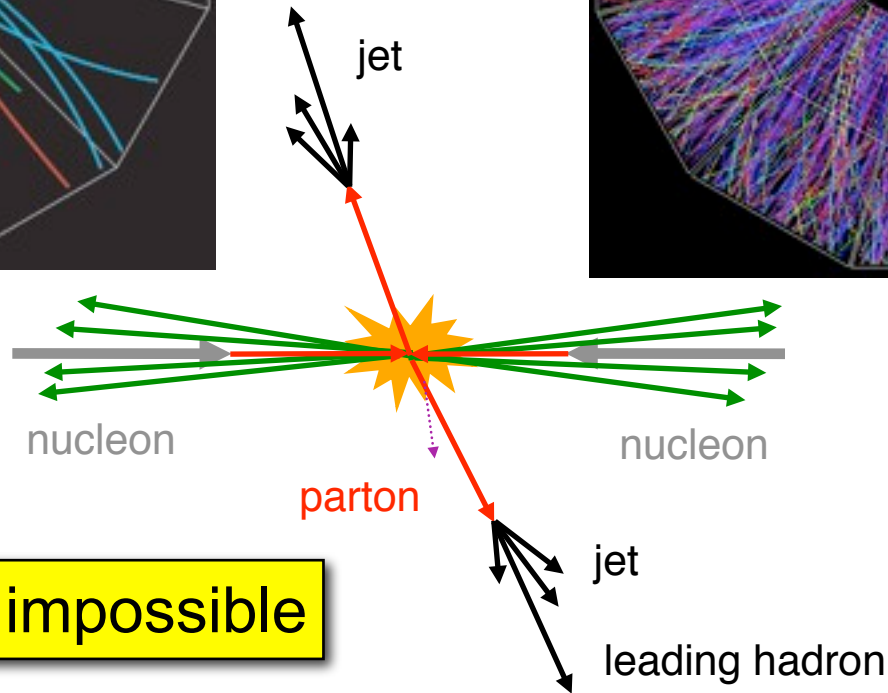 jet
nucleon
nucleon
parton
jet
impossible
leading hadron